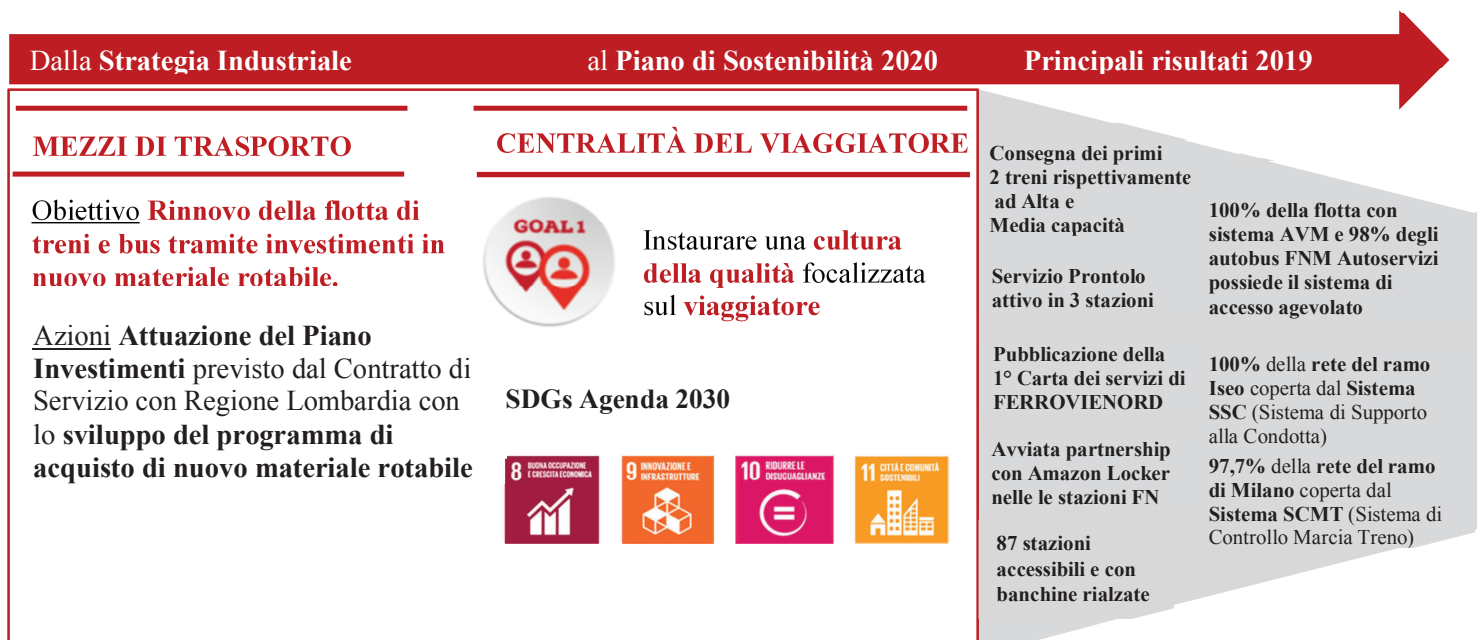 Dalla Strategia Industriale
al Piano di Sostenibilità 2020
Principali risultati 2019
MEZZI DI TRASPORTO
Obiettivo Rinnovo della flotta di
treni e bus tramite investimenti in
nuovo materiale rotabile.
Azioni Attuazione del Piano
Investimenti previsto dal Contratto di
Servizio con Regione Lombardia con
lo sviluppo del programma di
acquisto di nuovo materiale rotabile
CENTRALITÀ DEL VIAGGIATORE
GOAL 1
Instaurare una cultura
della qualità focalizzata
sul viaggiatore
SDGs Agenda 2030
8 BUONA OCCUPAZIONE
E CRESCITA ECONOMICA
9 INNOVAZIONE E
INFRASTRUTTURE
10 RIDURRE LE
DISUGUAGLIANZE
11 CITTÀ E COMUNITÀ
SOSTENIBILI
Consegna dei primi
2 treni rispettivamente
ad Alta e
Media capacità
Servizio Prontolo
attivo in 3 stazioni
Pubblicazione della
1° Carta dei servizi di
FERROVIENORD
Avviata partnership
con Amazon Locker
nelle le stazioni FN
87 stazioni
accessibili e con
banchine rialzate
100% della flotta con
sistema AVM e 98% degli
autobus FNM Autoservizi
possiede il sistema di
accesso agevolato
100% della rete del ramo
Iseo coperta dal Sistema
SSC (Sistema di Supporto
alla Condotta)
97,7% della rete del ramo
di Milano coperta dal
Sistema SCMT (Sistema di
Controllo Marcia Treno)